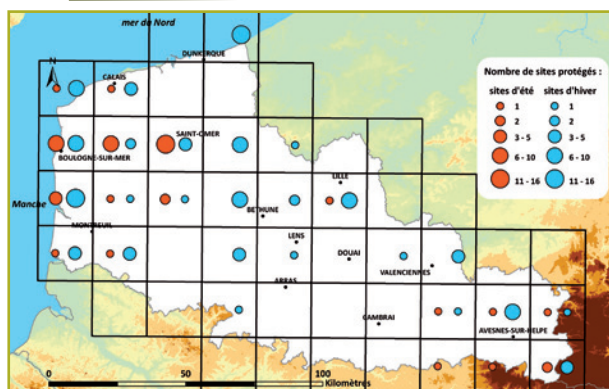 mer du Nord
DUNKERQUE
N
CALAIS
Nombre de sites protégés :
sites d'été
sites d'hiver
1
1
2
2
3 - 5
3 - 5
6 - 10
6 - 10
11 - 16
11 - 16
SAINT-OMER
BOULOGNE-SUR-MER
LILLE
Manche
BETHUNE
MONTREUIL
LENS
DOUAI
VALENCIENNES
ARRAS
CAMBRAI
AVESNES-SUR-HELPE
0
50
100
Kilomètres